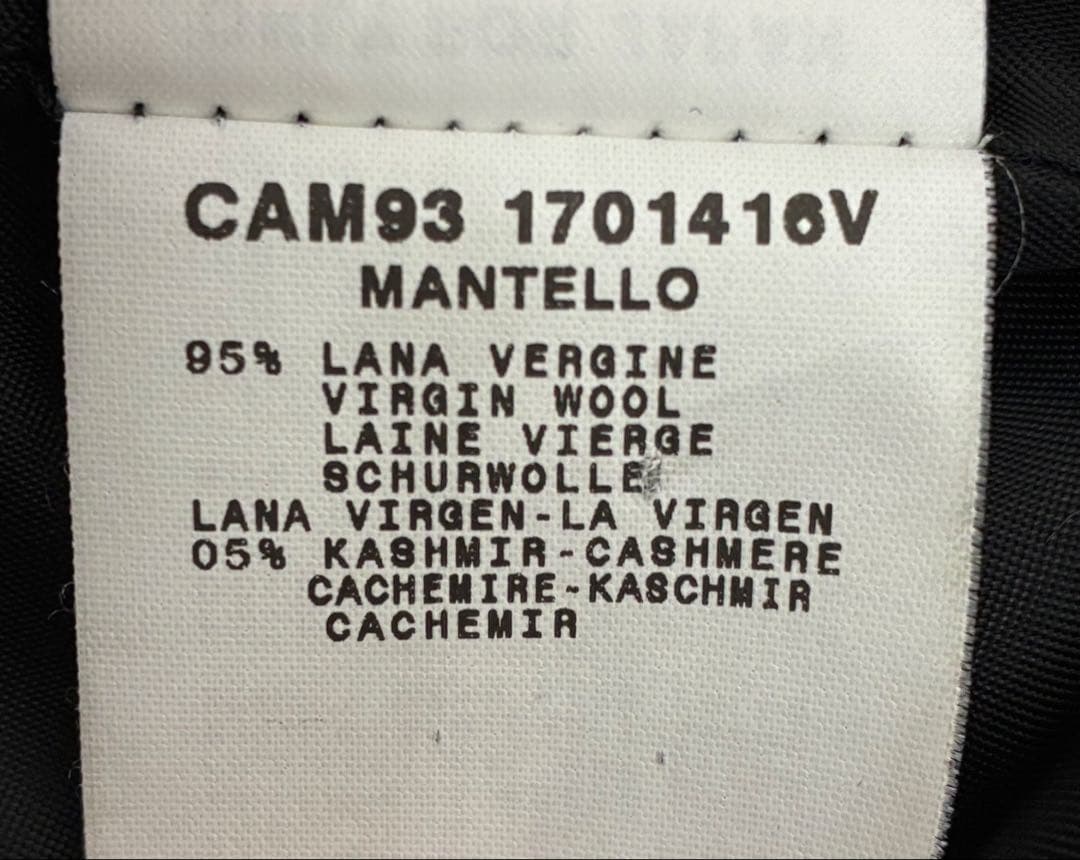 CAM93 1701416V
MANTELLO
95% LANA VERGINE
VIRGIN WOOL
LAINE VIERGE
SCHURWOLLE
LANA VIRGEN-LA VIRGEN
05% KASHMIR-CASHMERE
CACHEMIRE-KASCHMIR
CACHEMIR